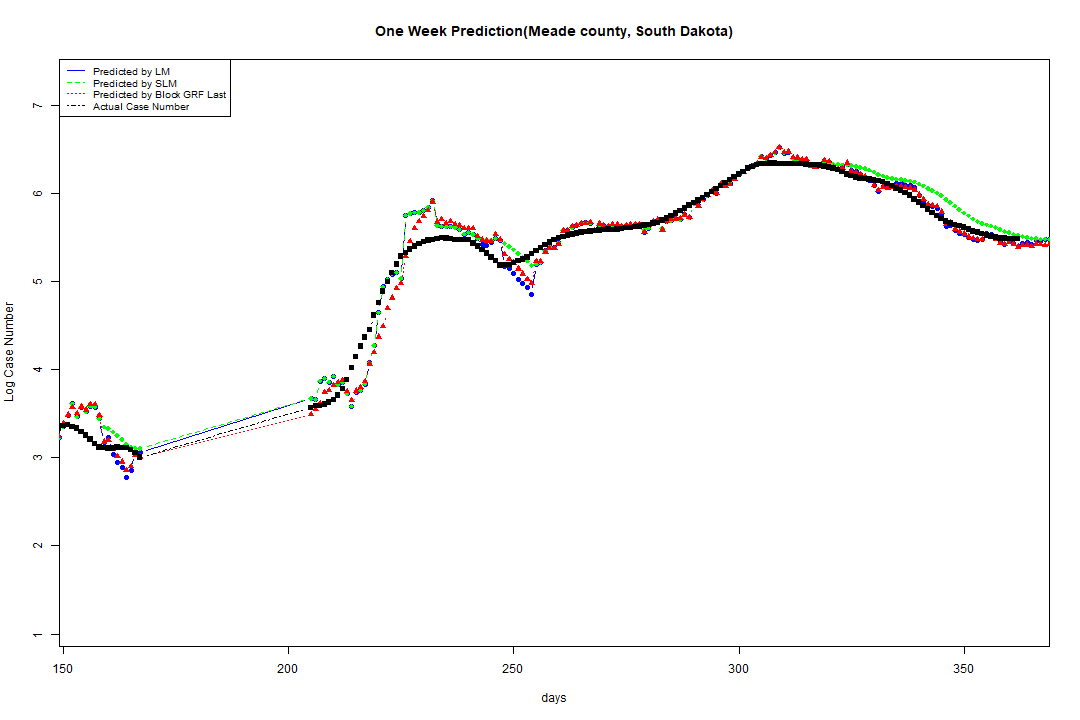 One Week Prediction(Meade county, South Dakota)
Predicted by LM
Predicted by SLM
Predicted by Block GRF Last
Actual Case Number
7
6
5
4
3
2
1
Log Case Number
150 200 250 300 350
days